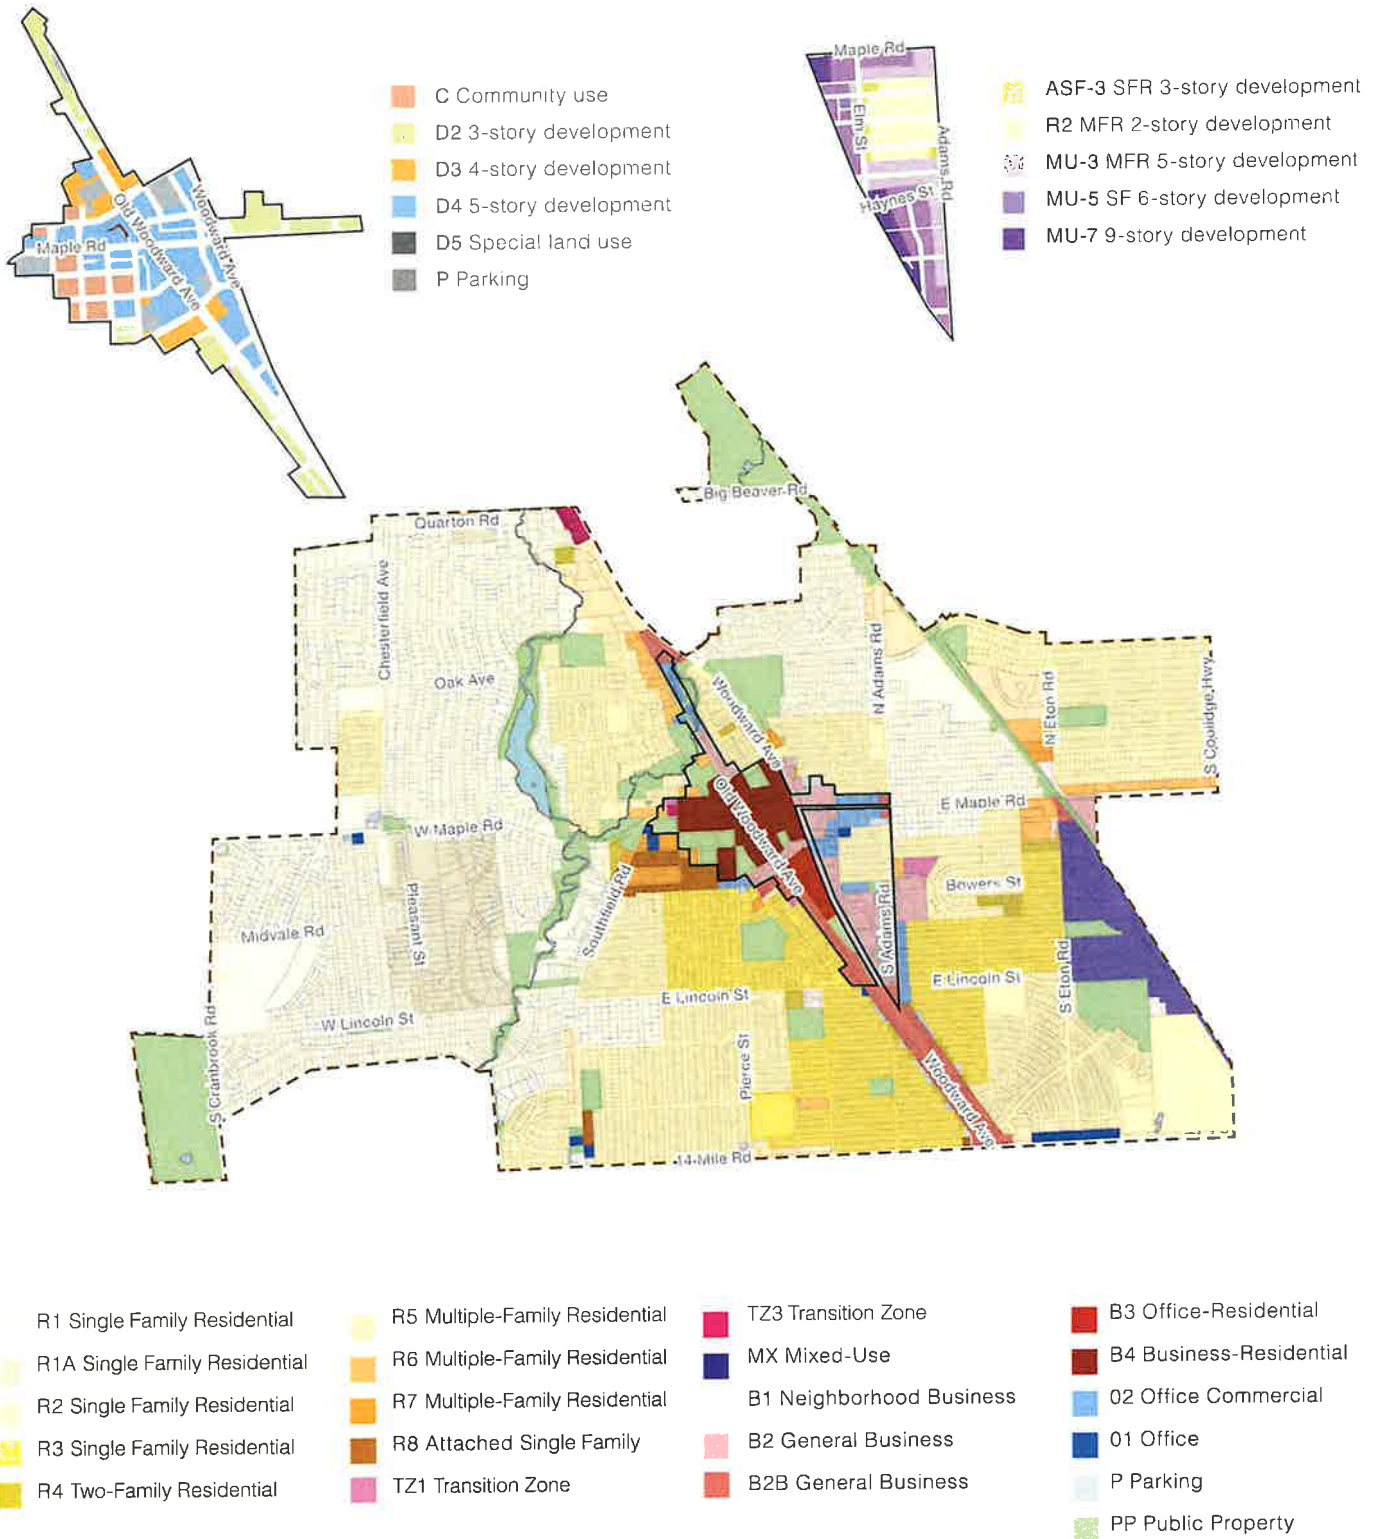 Maple Rd
Old Woodward Ave
Woodward Ave
C Community use
D2 3-story development
D3 4-story development
D4 5-story development
D5 Special land use
P Parking
Maple Rd
Elm St
Adams Rd
Haynes St
ASF-3 SFR 3-story development
R2 MFR 2-story development
MU-3 MFR 5-story development
MU-5 SF 6-story development
MU-7 9-story development
Big Beaver Rd
Quarton Rd
Chesterfield Ave
Oak Ave
N Adams Rd
N Eton Rd
S Coolidge Hwy
Woodward Ave
Old Woodward Ave
E Maple Rd
W Maple Rd
Southfield Rd
Pleasant St
Bowers St
Midvale Rd
S Adams Rd
S Eton Rd
E Lincoln St
E Lincoln St
W Lincoln St
S Cranbrook Rd
Pierce St
Woodward Ave
14 Mile Rd
R1 Single Family Residential
R1A Single Family Residential
R2 Single Family Residential
R3 Single Family Residential
R4 Two-Family Residential
R5 Multiple-Family Residential
R6 Multiple-Family Residential
R7 Multiple-Family Residential
R8 Attached Single Family
TZ1 Transition Zone
TZ3 Transition Zone
MX Mixed-Use
B1 Neighborhood Business
B2 General Business
B2B General Business
B3 Office-Residential
B4 Business-Residential
02 Office Commercial
01 Office
P Parking
PP Public Property